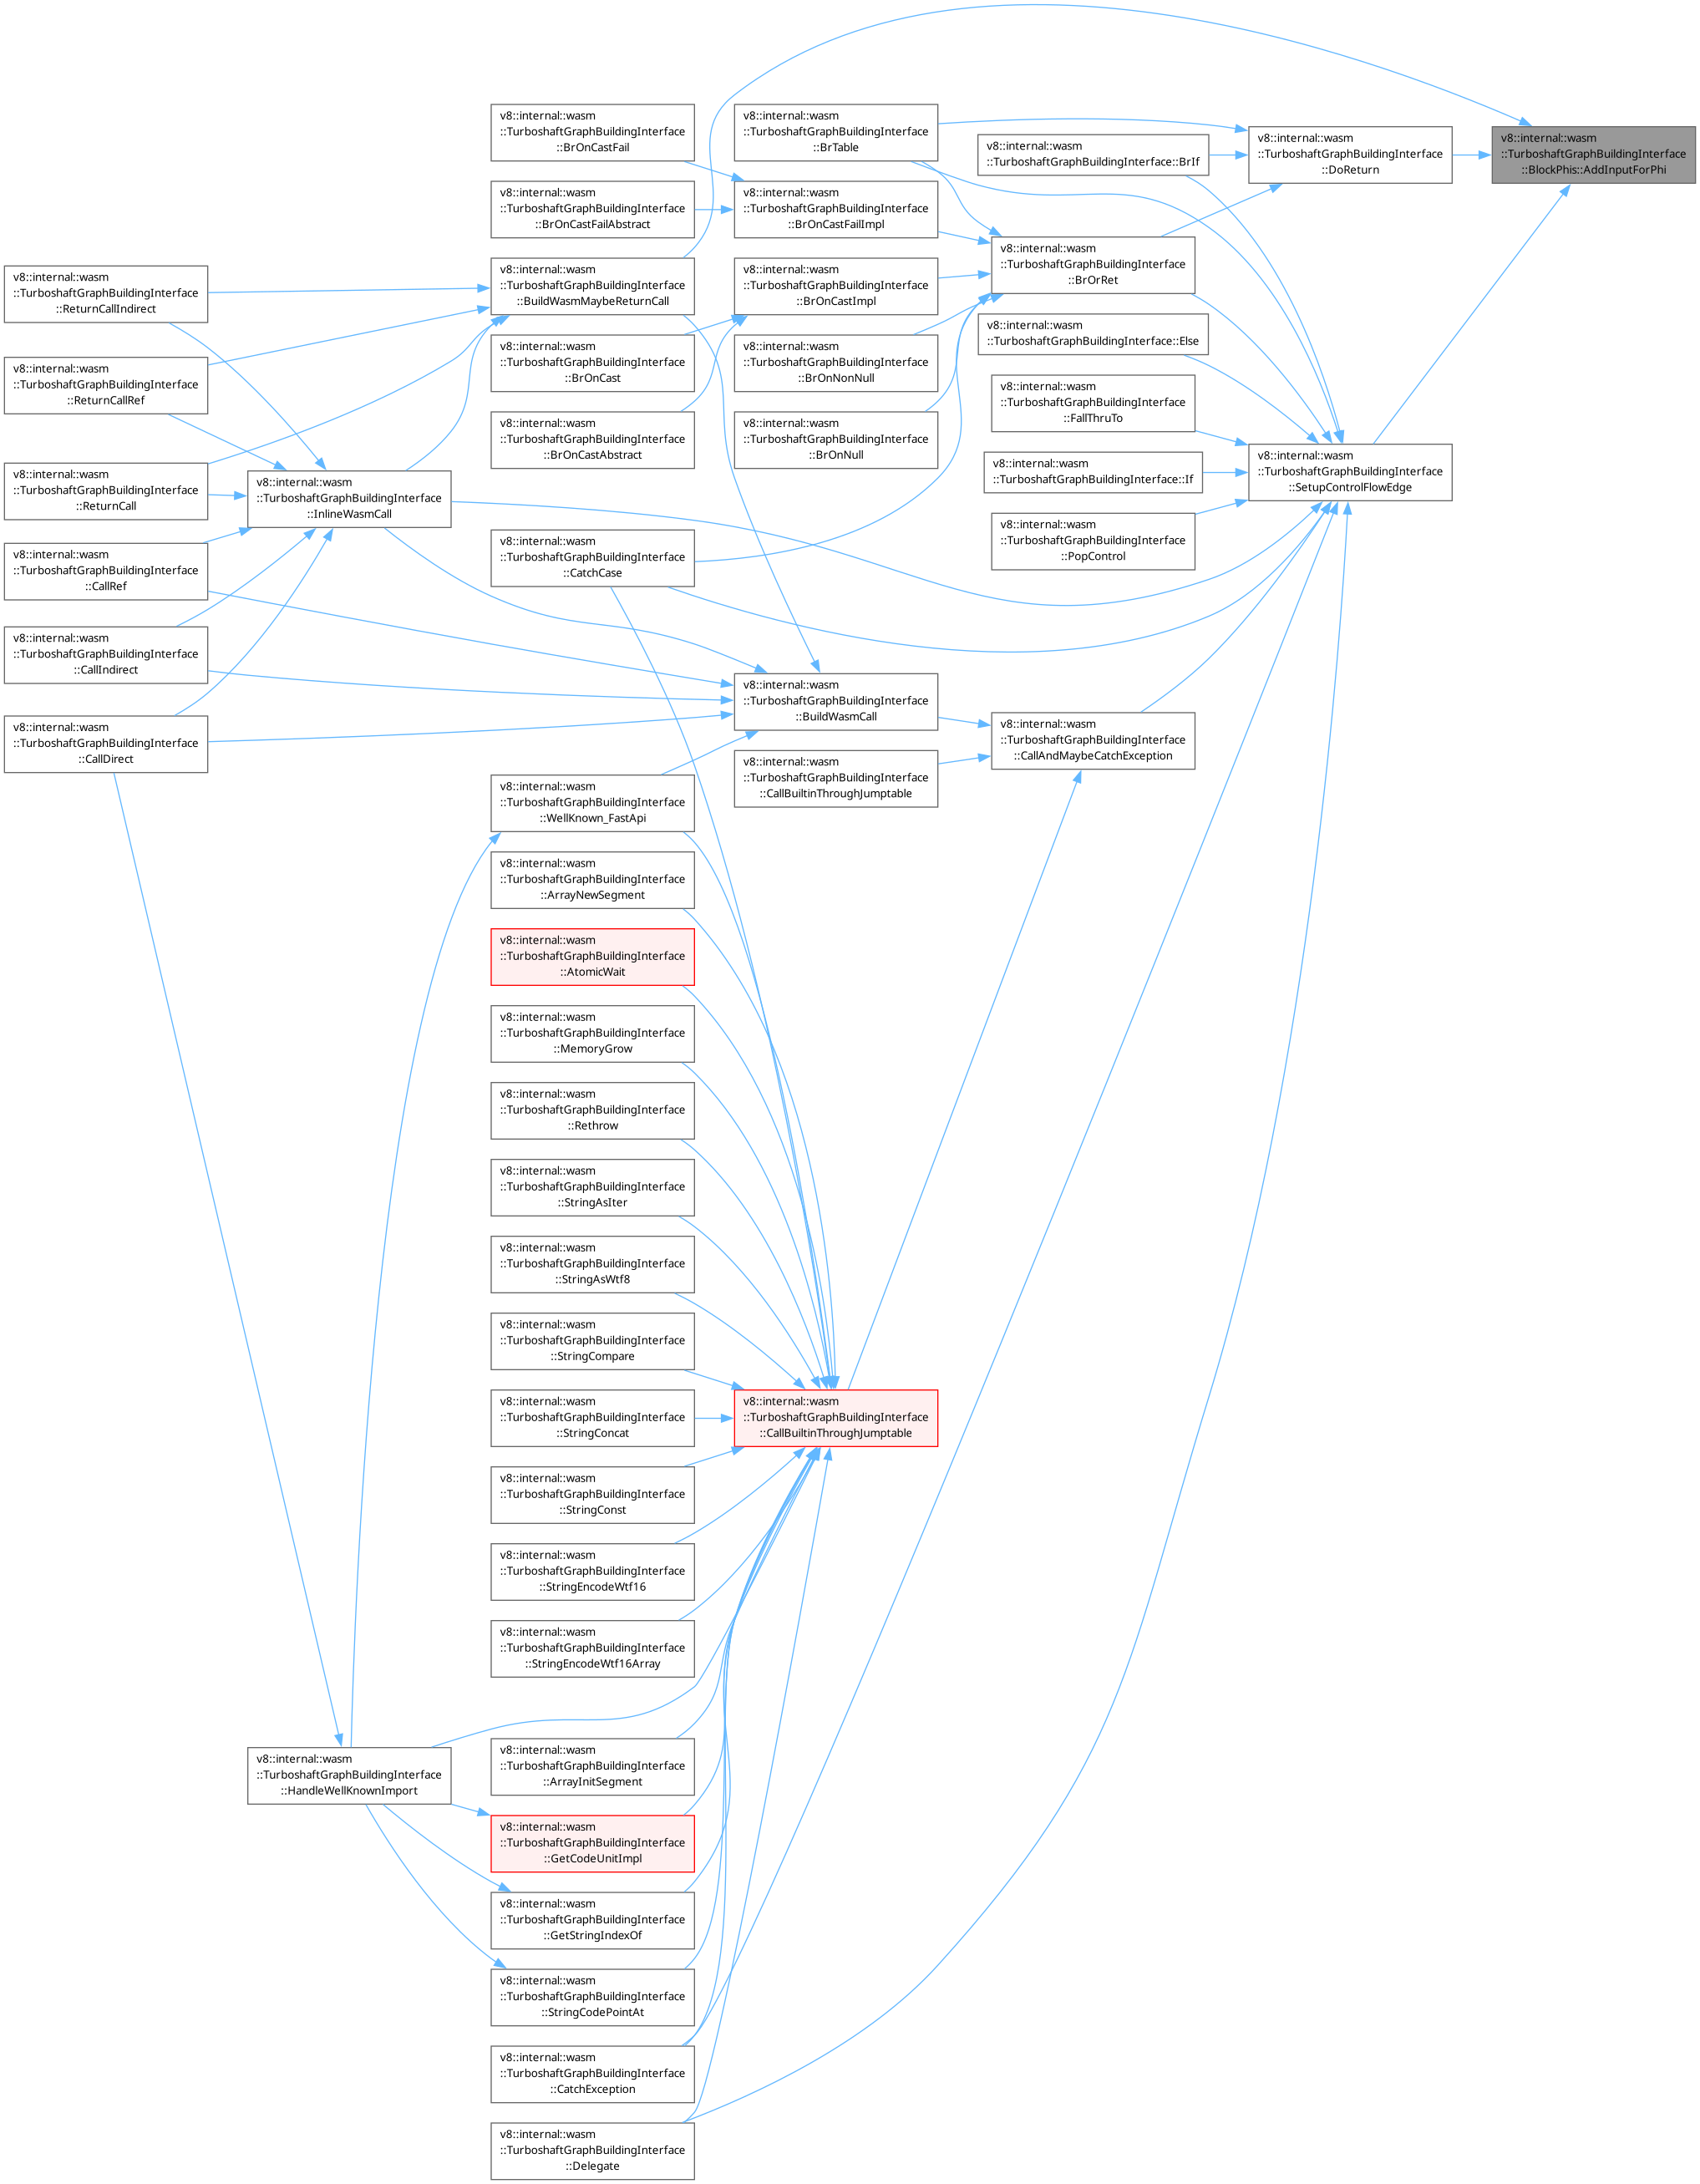 v8::internal::wasm
::TurboshaftGraphBuildingInterface
::ReturnCallIndirect
v8::internal::wasm
::TurboshaftGraphBuildingInterface
::ReturnCallRef
v8::internal::wasm
::TurboshaftGraphBuildingInterface
::ReturnCall
v8::internal::wasm
::TurboshaftGraphBuildingInterface
::CallRef
v8::internal::wasm
::TurboshaftGraphBuildingInterface
::CallIndirect
v8::internal::wasm
::TurboshaftGraphBuildingInterface
::CallDirect
v8::internal::wasm
::TurboshaftGraphBuildingInterface
::InlineWasmCall
v8::internal::wasm
::TurboshaftGraphBuildingInterface
::HandleWellKnownImport
v8::internal::wasm
::TurboshaftGraphBuildingInterface
::BrOnCastFail
v8::internal::wasm
::TurboshaftGraphBuildingInterface
::BrOnCastFailAbstract
v8::internal::wasm
::TurboshaftGraphBuildingInterface
::BuildWasmMaybeReturnCall
v8::internal::wasm
::TurboshaftGraphBuildingInterface
::BrOnCast
v8::internal::wasm
::TurboshaftGraphBuildingInterface
::BrOnCastAbstract
v8::internal::wasm
::TurboshaftGraphBuildingInterface
::CatchCase
v8::internal::wasm
::TurboshaftGraphBuildingInterface
::WellKnown_FastApi
v8::internal::wasm
::TurboshaftGraphBuildingInterface
::ArrayNewSegment
v8::internal::wasm
::TurboshaftGraphBuildingInterface
::AtomicWait
v8::internal::wasm
::TurboshaftGraphBuildingInterface
::MemoryGrow
v8::internal::wasm
::TurboshaftGraphBuildingInterface
::Rethrow
v8::internal::wasm
::TurboshaftGraphBuildingInterface
::StringAsIter
v8::internal::wasm
::TurboshaftGraphBuildingInterface
::StringAsWtf8
v8::internal::wasm
::TurboshaftGraphBuildingInterface
::StringCompare
v8::internal::wasm
::TurboshaftGraphBuildingInterface
::StringConcat
v8::internal::wasm
::TurboshaftGraphBuildingInterface
::StringConst
v8::internal::wasm
::TurboshaftGraphBuildingInterface
::StringEncodeWtf16
v8::internal::wasm
::TurboshaftGraphBuildingInterface
::StringEncodeWtf16Array
v8::internal::wasm
::TurboshaftGraphBuildingInterface
::ArrayInitSegment
v8::internal::wasm
::TurboshaftGraphBuildingInterface
::GetCodeUnitImpl
v8::internal::wasm
::TurboshaftGraphBuildingInterface
::GetStringIndexOf
v8::internal::wasm
::TurboshaftGraphBuildingInterface
::StringCodePointAt
v8::internal::wasm
::TurboshaftGraphBuildingInterface
::CatchException
v8::internal::wasm
::TurboshaftGraphBuildingInterface
::Delegate
v8::internal::wasm
::TurboshaftGraphBuildingInterface
::BrTable
v8::internal::wasm
::TurboshaftGraphBuildingInterface
::BrOnCastFailImpl
v8::internal::wasm
::TurboshaftGraphBuildingInterface
::BrOnCastImpl
v8::internal::wasm
::TurboshaftGraphBuildingInterface
::BrOnNonNull
v8::internal::wasm
::TurboshaftGraphBuildingInterface
::BrOnNull
v8::internal::wasm
::TurboshaftGraphBuildingInterface
::BuildWasmCall
v8::internal::wasm
::TurboshaftGraphBuildingInterface
::CallBuiltinThroughJumptable
v8::internal::wasm
::TurboshaftGraphBuildingInterface
::CallBuiltinThroughJumptable
v8::internal::wasm
::TurboshaftGraphBuildingInterface::BrIf
v8::internal::wasm
::TurboshaftGraphBuildingInterface
::BrOrRet
v8::internal::wasm
::TurboshaftGraphBuildingInterface::Else
v8::internal::wasm
::TurboshaftGraphBuildingInterface
::FallThruTo
v8::internal::wasm
::TurboshaftGraphBuildingInterface::If
v8::internal::wasm
::TurboshaftGraphBuildingInterface
::PopControl
v8::internal::wasm
::TurboshaftGraphBuildingInterface
::CallAndMaybeCatchException
v8::internal::wasm
::TurboshaftGraphBuildingInterface
::DoReturn
v8::internal::wasm
::TurboshaftGraphBuildingInterface
::SetupControlFlowEdge
v8::internal::wasm
::TurboshaftGraphBuildingInterface
::BlockPhis::AddInputForPhi